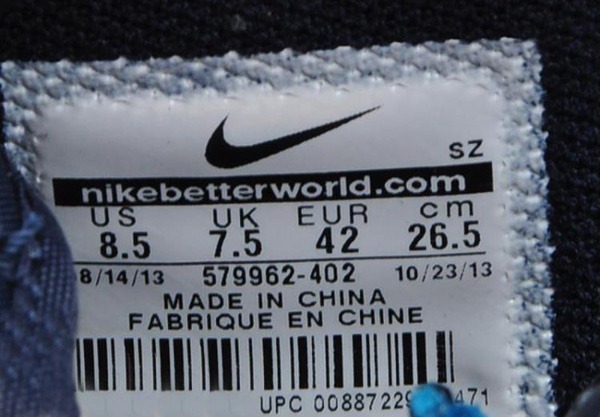 SZ
nikebetterworld.com
US UK EUR cm
8.5 7.5 42 26.5
8/14/13 579962-402 10/23/13
MADE IN CHINA
FABRIQUE EN CHINE
UPC